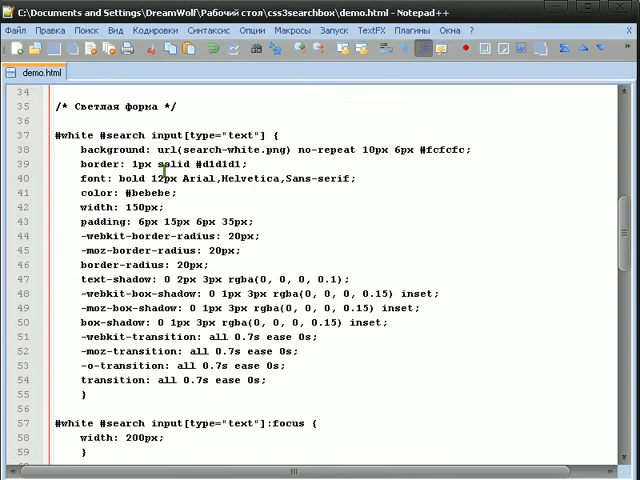 C:\Documents and Settings\DreamWolf\Рабочий стол\css3searchbox\demo.html - Notepad++
Файл Правка Поиск Вид Кодировки Синтаксис Опции Макросы Запуск TextFX Плагины Окна ?
demo.html
34
35 /* Светлая форма */
36
37 #white #search input[type="text"] {
38 background: url(search-white.png) no-repeat 10px 6px #fcfcfc;
39 border: 1px solid #d1d1d1;
40 font: bold 12px Arial,Helvetica,Sans-serif;
41 color: #bebebe;
42 width: 150px;
43 padding: 6px 15px 6px 35px;
44 -webkit-border-radius: 20px;
45 -moz-border-radius: 20px;
46 border-radius: 20px;
47 text-shadow: 0 2px 3px rgba(0, 0, 0, 0.1);
48 -webkit-box-shadow: 0 1px 3px rgba(0, 0, 0, 0.15) inset;
49 -moz-box-shadow: 0 1px 3px rgba(0, 0, 0, 0.15) inset;
50 box-shadow: 0 1px 3px rgba(0, 0, 0, 0.15) inset;
51 -webkit-transition: all 0.7s ease 0s;
52 -moz-transition: all 0.7s ease 0s;
53 -o-transition: all 0.7s ease 0s;
54 transition: all 0.7s ease 0s;
55 }
56
57 #white #search input[type="text"]:focus {
58 width: 200px;
59 }